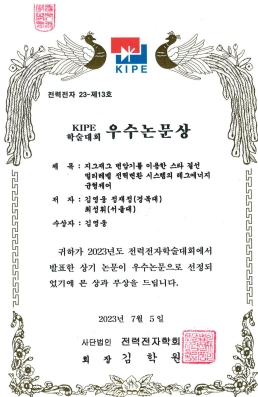 KIPE
전력전자 23-제13호
KIPE
학술대회 우수논문상
제 목 : 지그재그 변압기를 이용한 스타 결선
멀티레벨 전력변환 시스템의 레그에너지
균형제어
저 자 : 김영웅 정재정(경북대)
최성휘(서울대)
수상자 : 김영웅
귀하가 2023년도 전력전자학술대회에서
발표한 상기 논문이 우수논문으로 선정되
었기에 본 상과 부상을 드립니다.
2023년 7월 5일
사단법인 전력전자학회
회 장 김 학 원